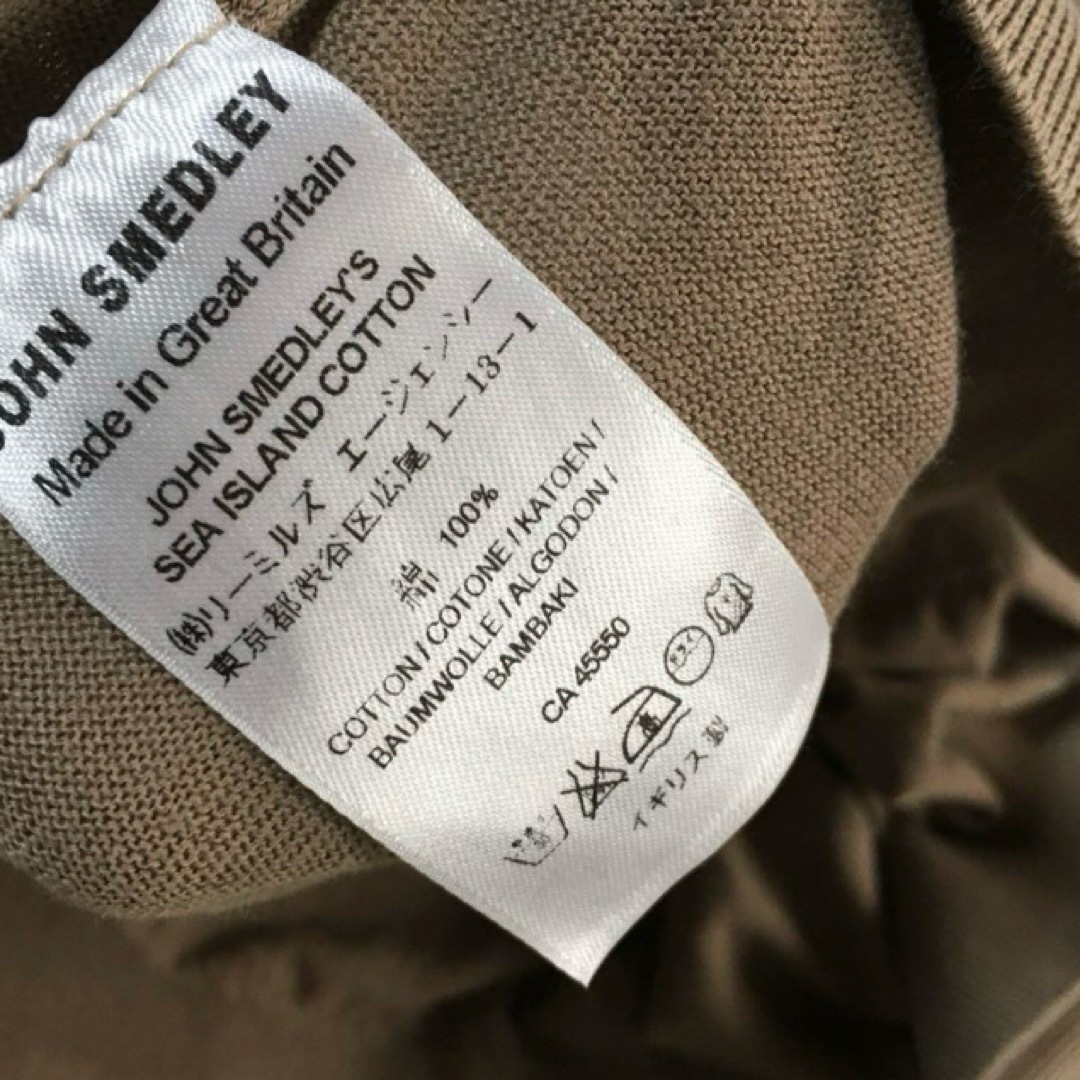 JOHN SMEDLEY
Made in Great Britain
JOHN SMEDLEY'S
SEA ISLAND COTTON
㈱リーミルズ エージェンシー
東京都渋谷区広尾1-13-1
綿 100%
COTTON / COTONE / KATOEN /
BAUMWOLLE / ALGODON /
BAMBAKI
CA 45550
イギリス製